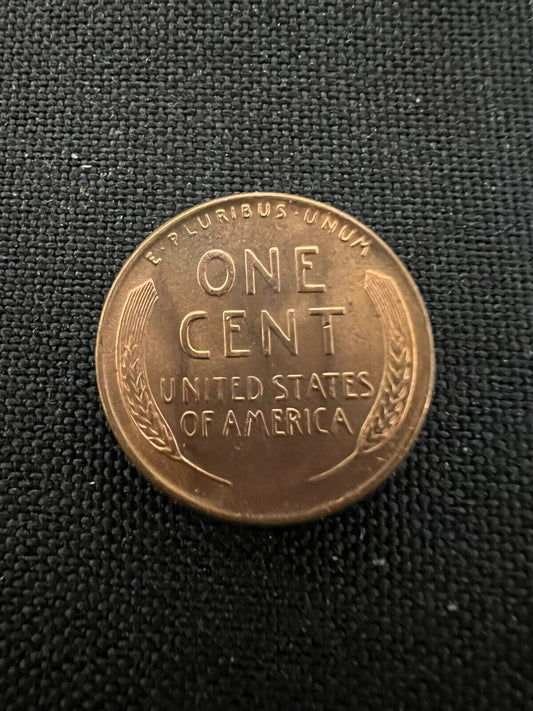 E·PLURIBUS·UNUM
ONE
CENT
UNITED STATES
OF AMERICA